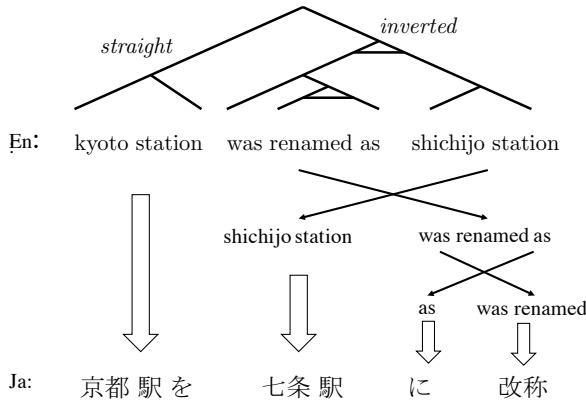 straight
inverted
En: kyoto station was renamed as shichijo station
shichijo station was renamed as
as was renamed
Ja: 京都 駅 を 七条 駅 に 改称